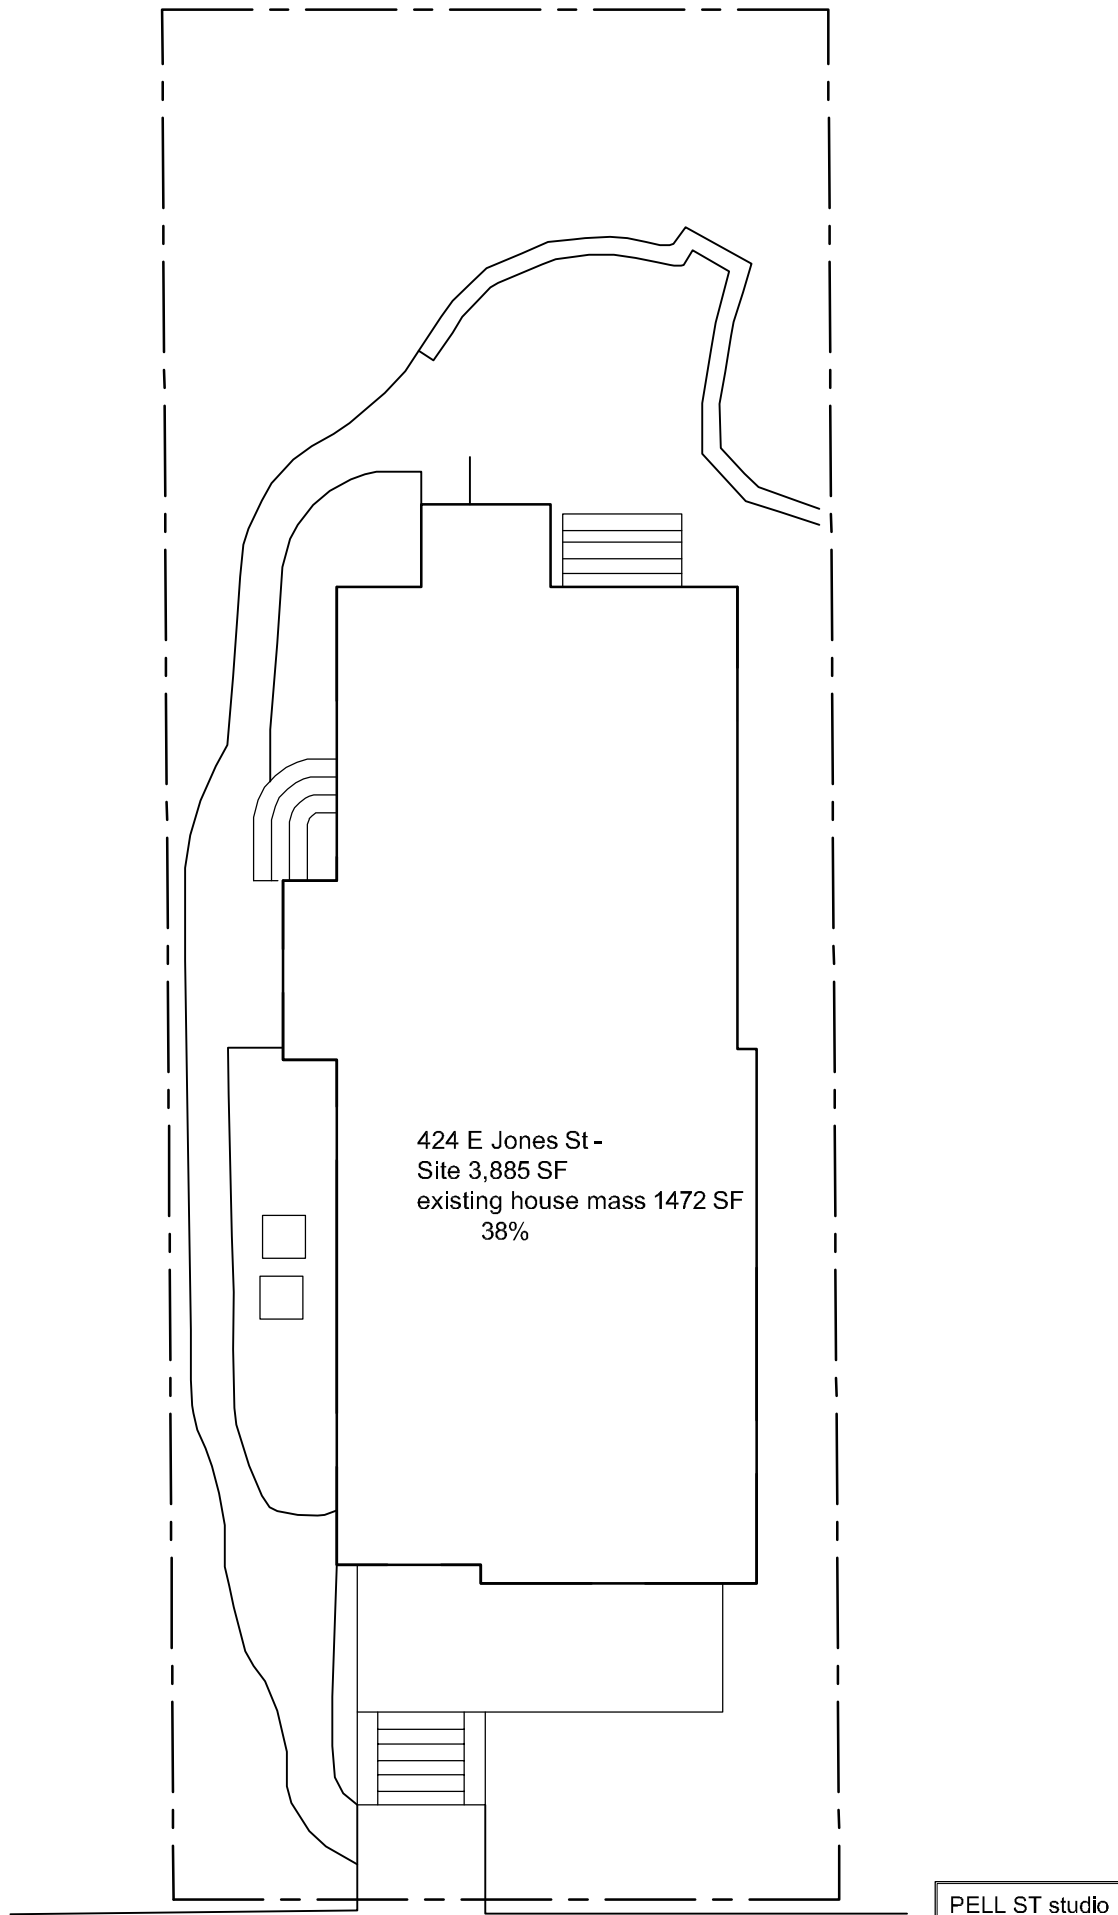 424 E Jones St -
Site 3,885 SF
existing house mass 1472 SF
38%
PELL ST studio